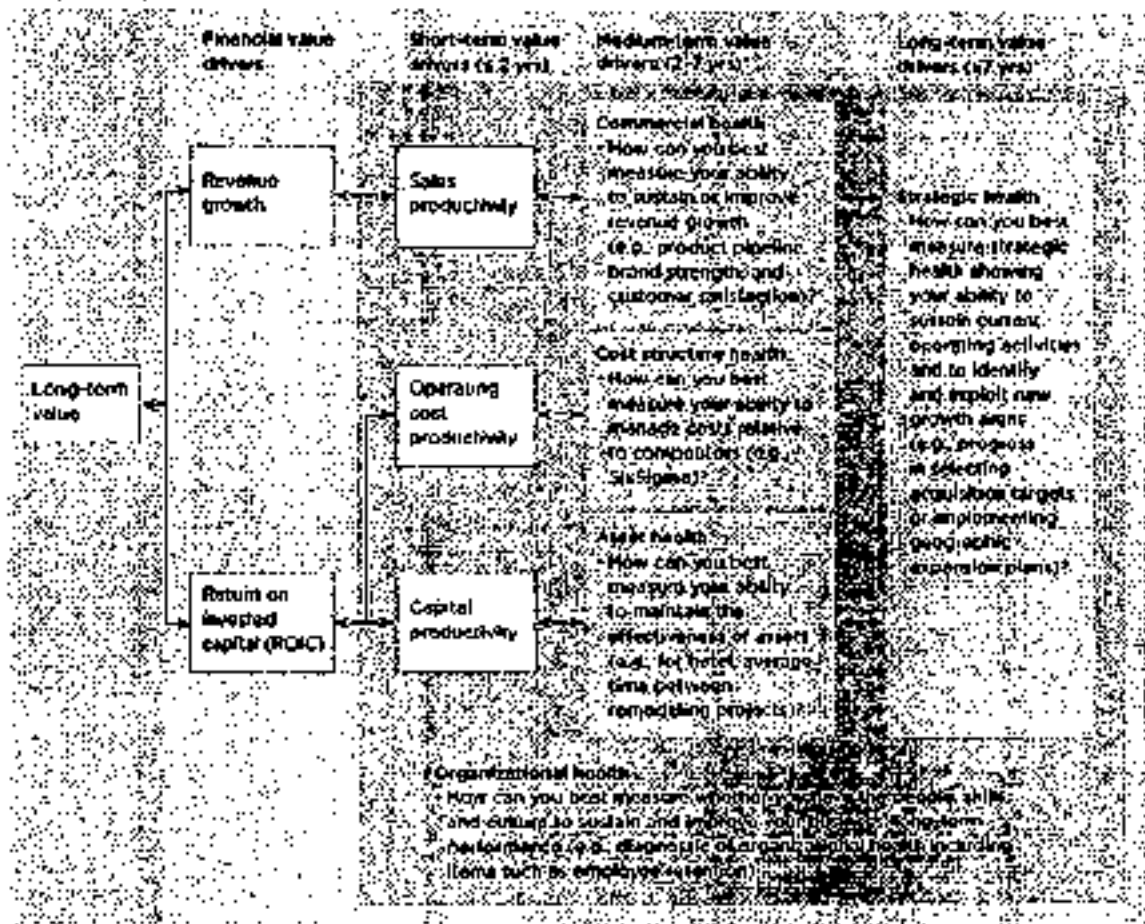 Financial value
drivers
Short-term value
drivers (≤ 2 yrs)
Medium-term value
drivers (2–7 yrs)
Long-term value
drivers (≤7 yrs)
Long-term
value
Revenue
growth
Return on
invested
capital (ROIC)
Sales
productivity
Operating
cost
productivity
Capital
productivity
Commercial health
• How can you best
measure your ability
to sustain or improve
revenue growth
(e.g., product pipeline,
brand strength, and
customer satisfaction)?
Cost structure health
• How can you best
measure your ability to
manage costs relative
to competitors (e.g.,
Six Sigma)?
Asset health
• How can you best
measure your ability
to maintain the
effectiveness of assets
(e.g., for hotel, average
time between
remodeling projects)?
Strategic health
How can you best
measure strategic
health showing
your ability to
sustain current
operating activities
and to identify
and exploit new
growth areas
(e.g., progress
in selecting
acquisition targets
or implementing
geographic
expansion plans)?
Organizational health
• How can you best measure whether people, skills
and culture to sustain and improve your
performance (e.g., diagnostic of organizational health including
items such as employee retention)